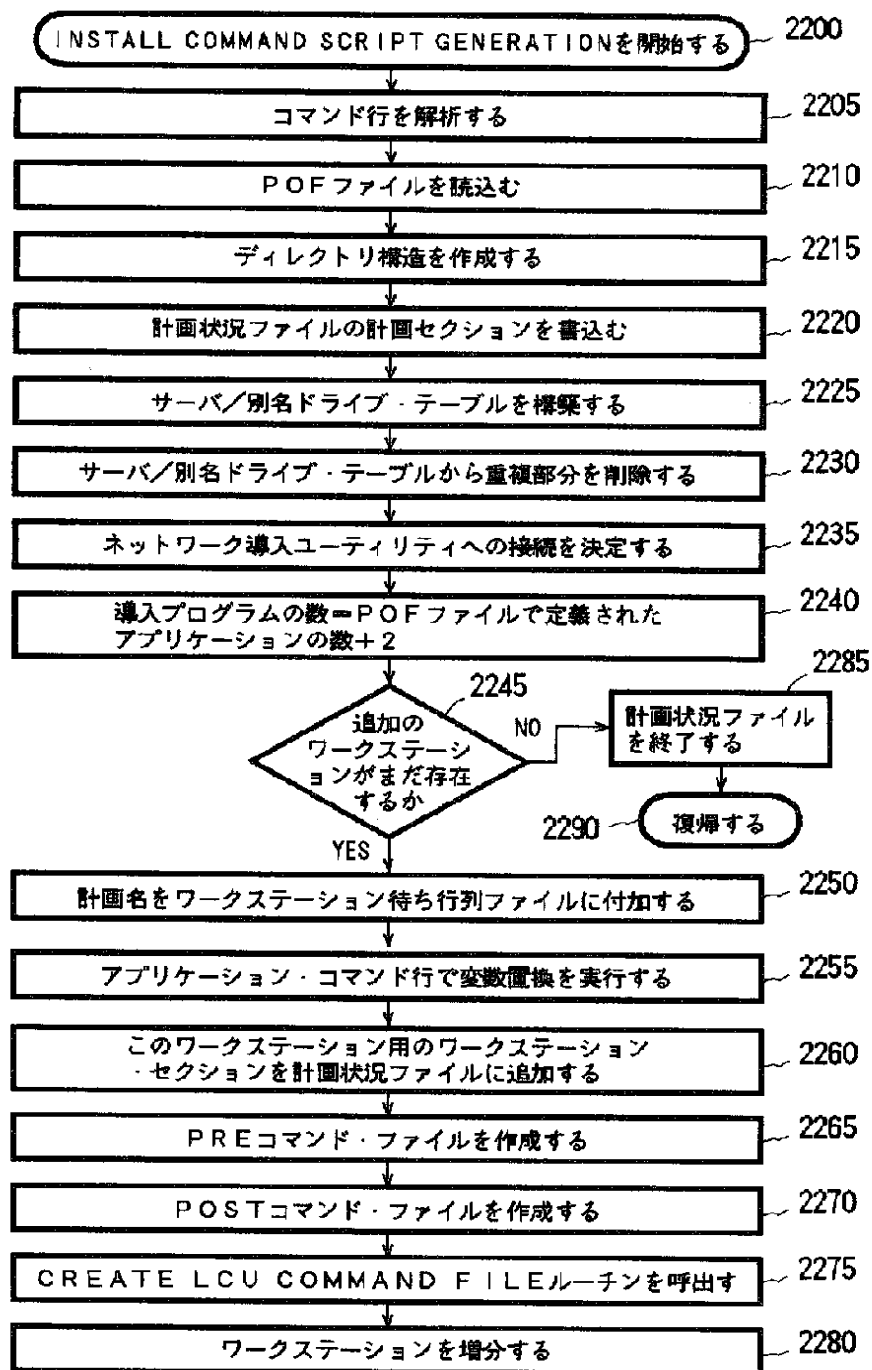 INSTALL COMMAND SCRIPT GENERATIONを開始する
2200
コマンド行を解析する
2205
POFファイルを読込む
2210
ディレクトリ構造を作成する
2215
計画状況ファイルの計画セクションを書込む
2220
サーバ/別名ドライブ・テーブルを構築する
2225
サーバ/別名ドライブ・テーブルから重複部分を削除する
2230
ネットワーク導入ユーティリティへの接続を決定する
2235
導入プログラムの数=POFファイルで定義された
アプリケーションの数+2
2240
2245
追加の
ワークステーショ
ンがまだ存在
するか
NO
2285
計画状況ファイル
を終了する
2290
復帰する
YES
計画名をワークステーション待ち行列ファイルに付加する
2250
アプリケーション・コマンド行で変数置換を実行する
2255
このワークステーション用のワークステーション
・セクションを計画状況ファイルに追加する
2260
PREコマンド・ファイルを作成する
2265
POSTコマンド・ファイルを作成する
2270
CREATE LCU COMMAND FILEルーチンを呼出す
2275
ワークステーションを増分する
2280